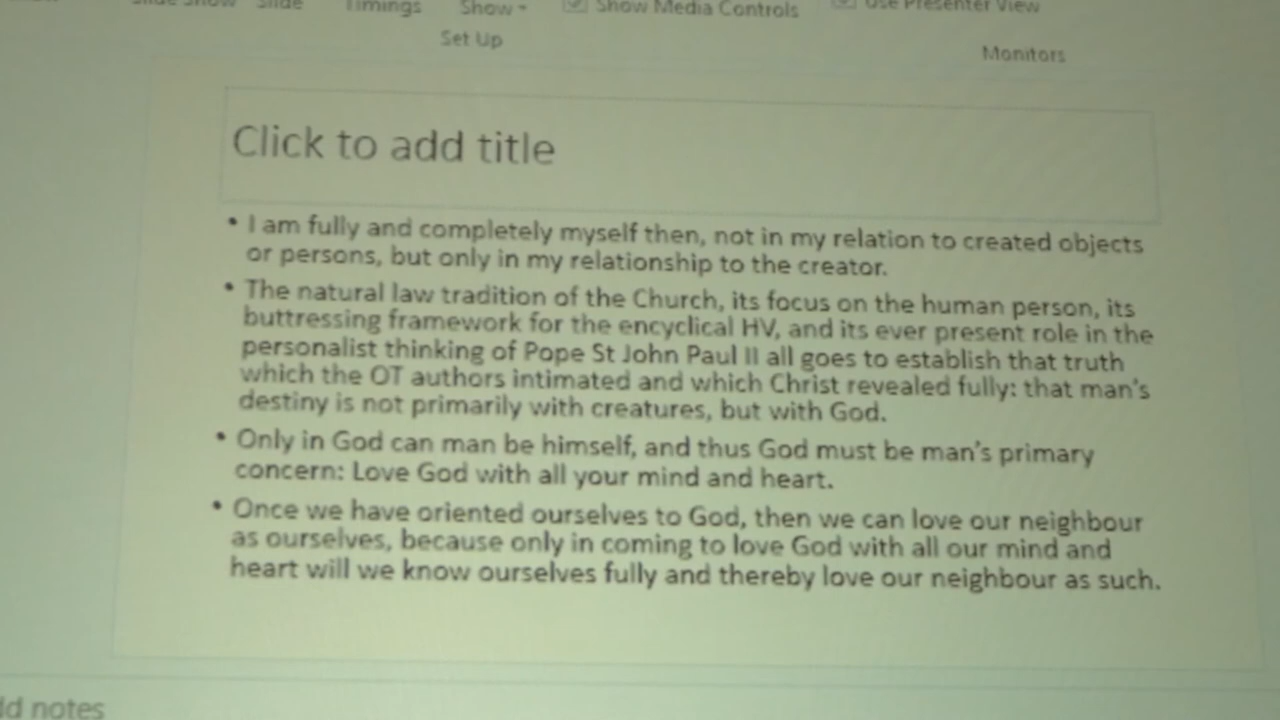 Slide Show Slide Timings Show Show Media Controls Use Presenter View
Set Up
Monitors
Click to add title
• I am fully and completely myself then, not in my relation to created objects
or persons, but only in my relationship to the creator.
• The natural law tradition of the Church, its focus on the human person, its
buttressing framework for the encyclical HV, and its ever present role in the
personalist thinking of Pope St John Paul II all goes to establish that truth
which the OT authors intimated and which Christ revealed fully: that man's
destiny is not primarily with creatures, but with God.
• Only in God can man be himself, and thus God must be man's primary
concern: Love God with all your mind and heart.
• Once we have oriented ourselves to God, then we can love our neighbour
as ourselves, because only in coming to love God with all our mind and
heart will we know ourselves fully and thereby love our neighbour as such.
dd notes